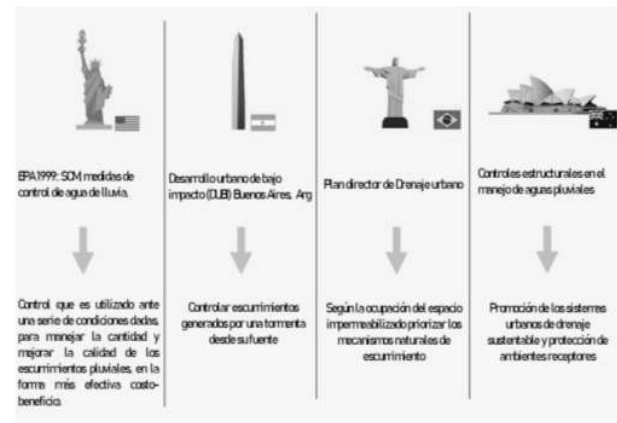 EPA1999: SCM, medidas de
control de agua de lluvia.
Desarrollo urbano de bajo
impacto (DUBI) Buenos Aires, Arg
Plan director de Drenaje urbano
Controles estructurales en el
manejo de aguas pluviales
Control que es utilizado ante
una serie de condiciones dadas,
para manejar la cantidad y
mejorar la calidad de los
escurrimientos pluviales, en la
forma más efectiva costo-
beneficio.
Controlar escurrimientos
generados por una tormenta
desde su fuente
Según la ocupación del espacio
impermeabilizado priorizar los
mecanismos naturales de
escurrimiento
Promoción de los sistemas
urbanos de drenaje
sustentable y protección de
ambientes receptores